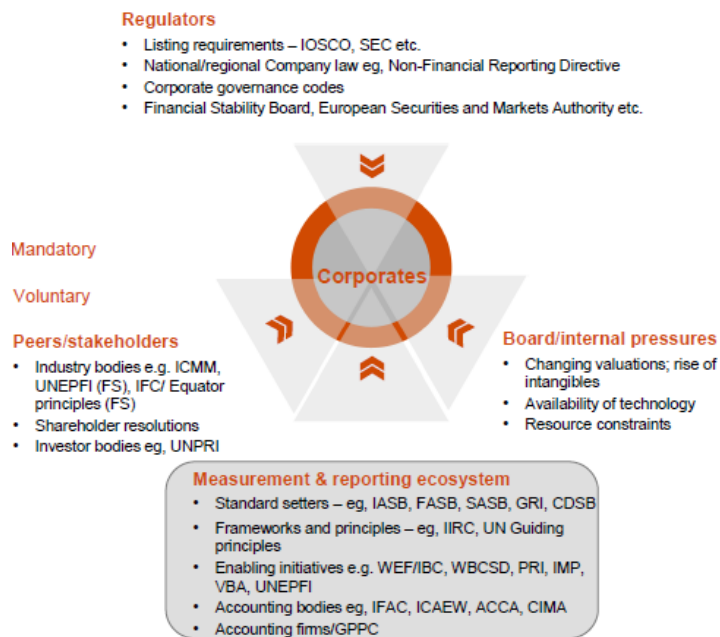 Regulators
• Listing requirements – IOSCO, SEC etc.
• National/regional Company law eg, Non-Financial Reporting Directive
• Corporate governance codes
• Financial Stability Board, European Securities and Markets Authority etc.
Corporates
Mandatory
Voluntary
Peers/stakeholders
• Industry bodies e.g. ICMM,
UNEPFI (FS), IFC/ Equator
principles (FS)
• Shareholder resolutions
• Investor bodies eg, UNPRI
Board/internal pressures
• Changing valuations; rise of
intangibles
• Availability of technology
• Resource constraints
Measurement & reporting ecosystem
• Standard setters – eg, IASB, FASB, SASB, GRI, CDSB
• Frameworks and principles – eg, IIRC, UN Guiding
principles
• Enabling initiatives e.g. WEF/IBC, WBCSD, PRI, IMP,
VBA, UNEPFI
• Accounting bodies eg, IFAC, ICAEW, ACCA, CIMA
• Accounting firms/GPPC